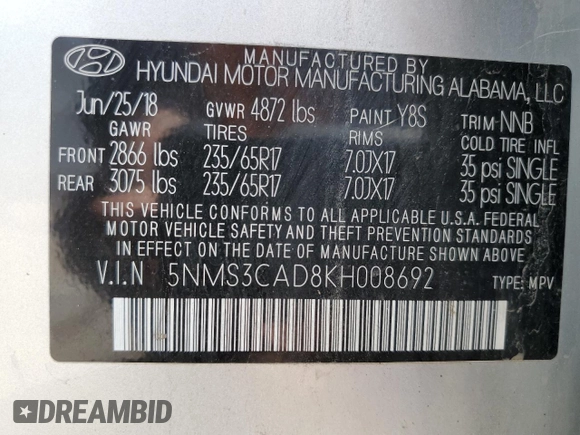 MANUFACTURED BY
HYUNDAI MOTOR MANUFACTURING ALABAMA, LLC
Jun/25/18 GVWR 4872 lbs PAINT Y8S TRIM NNB
GAWR TIRES RIMS COLD TIRE INFL
FRONT 2866 lbs 235/65R17 7.0JX17 35 psi SINGLE
REAR 3075 lbs 235/65R17 7.0JX17 35 psi SINGLE
THIS VEHICLE CONFORMS TO ALL APPLICABLE U.S.A. FEDERAL
MOTOR VEHICLE SAFETY AND THEFT PREVENTION STANDARDS
IN EFFECT ON THE DATE OF MANUFACTURE SHOWN ABOVE.
V.I.N 5NMS3CAD8KH008692 TYPE: MPV
DREAMBID